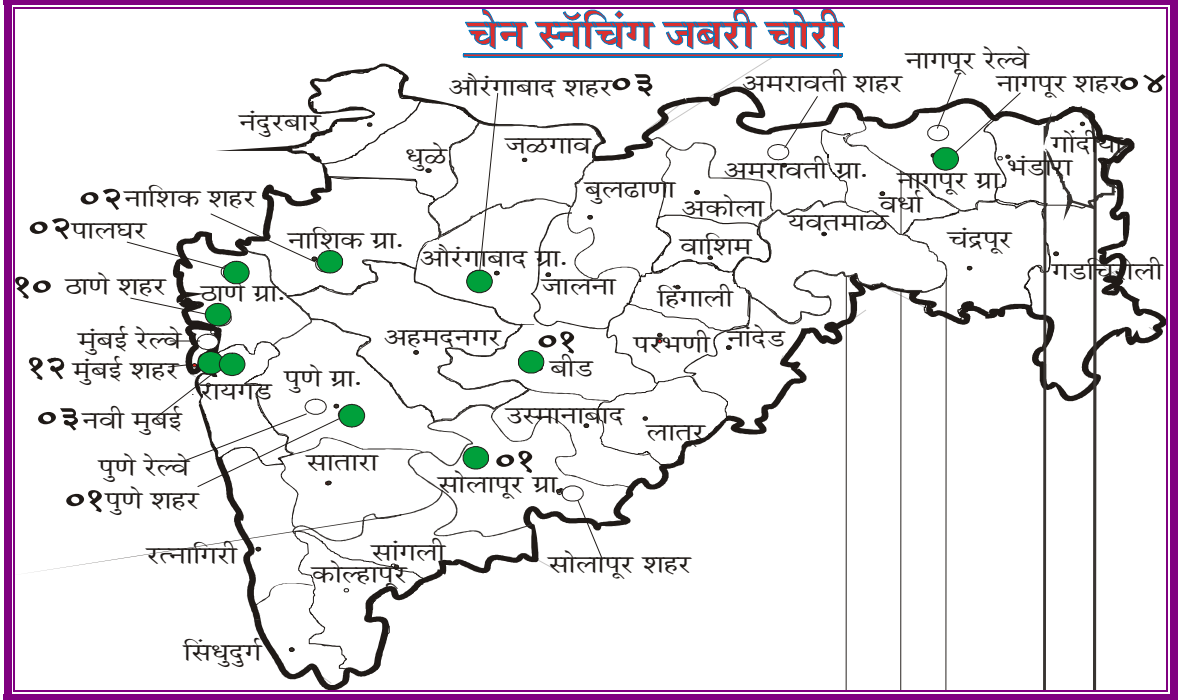 चेन स्नॅचिंग जबरी चोरी
नागपूर रेल्वे
औरंगाबाद शहर०३
अमरावती शहर
नागपूर शहर०४
नंदुरबार
धुळे
जळगाव
गोंदीया
भंडारा
अमरावती ग्रा.
नागपूर ग्रा.
बुलढाणा
अकोला
वर्धा
०२नाशिक शहर
यवतमाळ
०२पालघर
नाशिक ग्रा.
वाशिम
चंद्रपूर
औरंगाबाद ग्रा.
जालना
गडचिरोली
१० ठाणे शहर
ठाणे ग्रा.
हिंगोली
मुंबई रेल्वे
अहमदनगर
०१
परभणी
नांदेड
१२ मुंबई शहर
बीड
रायगड
पुणे ग्रा.
०३नवी मुबई
उस्मानाबाद
लातूर
पुणे रेल्वे
सातारा
०१
०१पुणे शहर
सोलापूर ग्रा.
रत्नागिरी
सांगली
सोलापूर शहर
कोल्हापूर
सिंधुदुर्ग